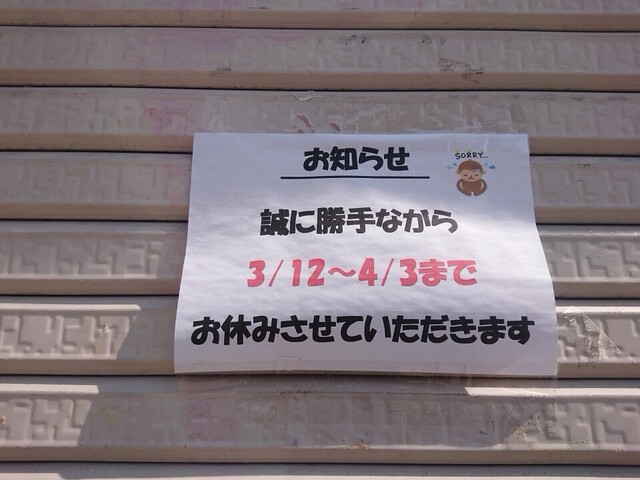 お知らせ
SORRY...
誠に勝手ながら
3/12～4/3まで
お休みさせていただきます